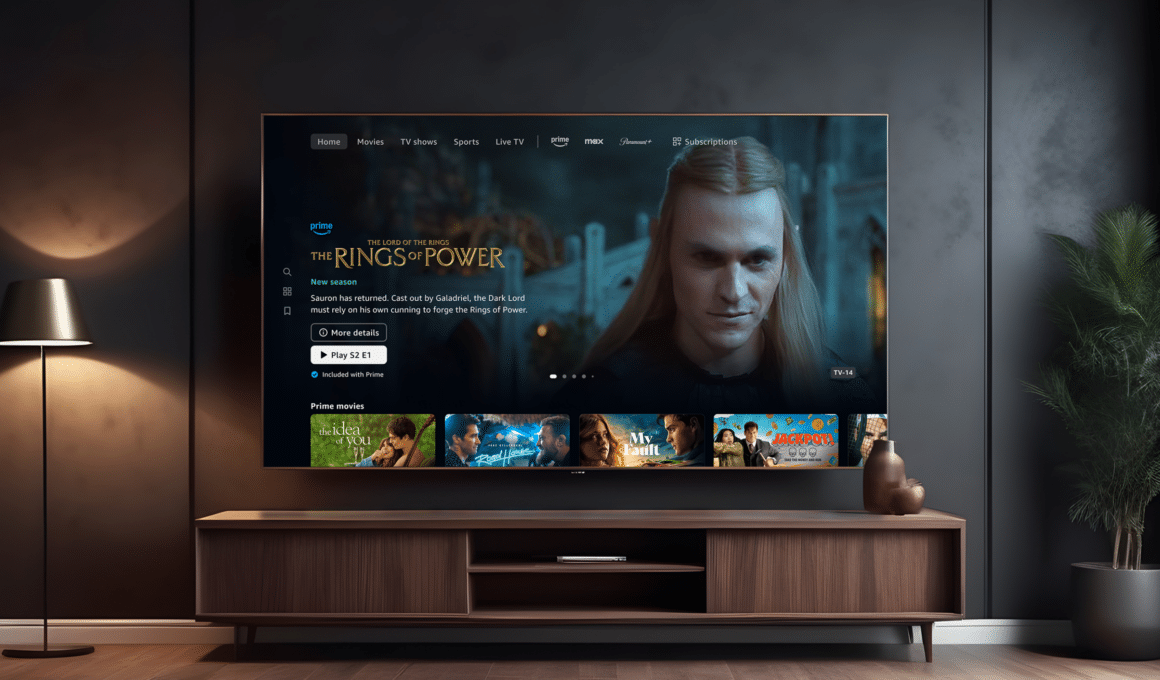 Home Movies TV shows Sports Live TV prime max Paramount+ Subscriptions
prime
THE LORD OF THE RINGS
THE RINGS OF POWER
New season
Sauron has returned. Cast out by Galadriel, the Dark Lord
must rely on his own cunning to forge the Rings of Power.
More details
Play S2 E1
Included with Prime
TV-14
Prime movies
the idea
of you
Road House
My
Fault
JACKPOT!